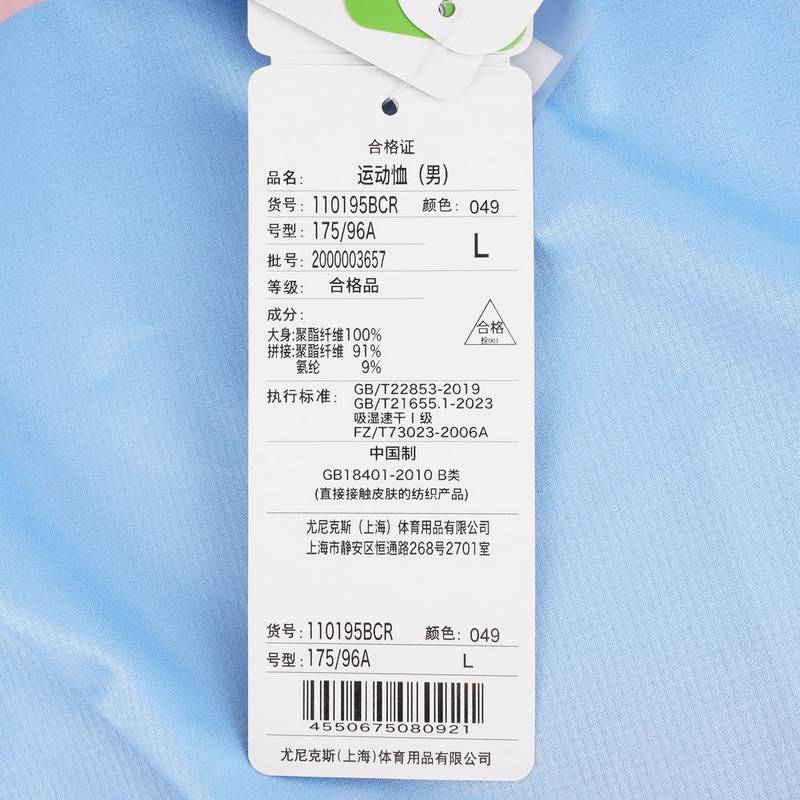 合格证
品名: 运动恤(男)
货号: 110195BCR 颜色: 049
号型: 175/96A
L
批号: 2000003657
等级: 合格品
成分:
合格
检001
大身:聚酯纤维100%
拼接:聚酯纤维 91%
氨纶 9%
执行标准: GB/T22853-2019
GB/T21655.1-2023
吸湿速干Ⅰ级
FZ/T73023-2006A
中国制
GB18401-2010 B类
(直接接触皮肤的纺织产品)
尤尼克斯(上海)体育用品有限公司
上海市静安区恒通路268号2701室
货号: 110195BCR 颜色: 049
号型: 175/96A L
4550675080921
尤尼克斯(上海)体育用品有限公司